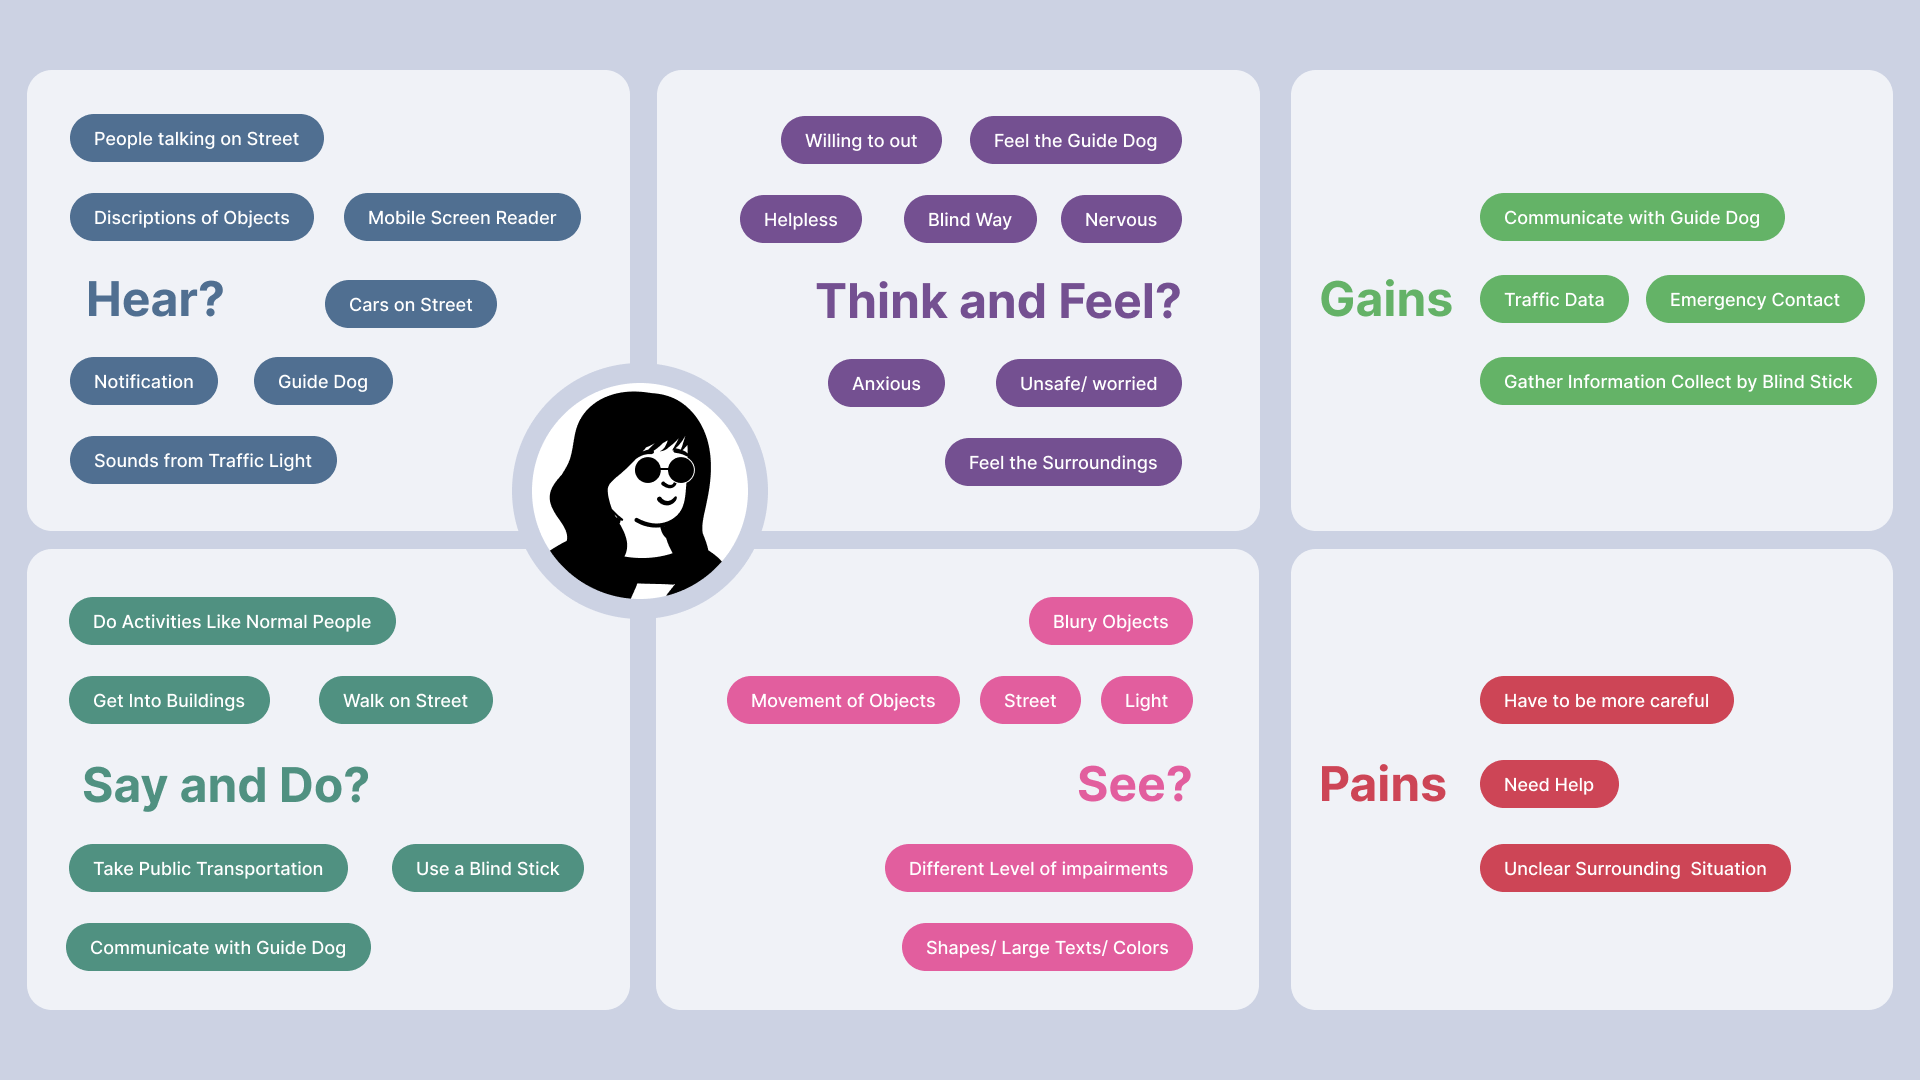 People talking on Street
Discriptions of Objects
Mobile Screen Reader
Hear?
Cars on Street
Notification
Guide Dog
Sounds from Traffic Light
Willing to out
Feel the Guide Dog
Helpless
Blind Way
Nervous
Think and Feel?
Anxious
Unsafe/ worried
Feel the Surroundings
Communicate with Guide Dog
Gains
Traffic Data
Emergency Contact
Gather Information Collect by Blind Stick
Do Activities Like Normal People
Get Into Buildings
Walk on Street
Say and Do?
Take Public Transportation
Use a Blind Stick
Communicate with Guide Dog
Blury Objects
Movement of Objects
Street
Light
See?
Different Level of impairments
Shapes/ Large Texts/ Colors
Have to be more careful
Pains
Need Help
Unclear Surrounding  Situation